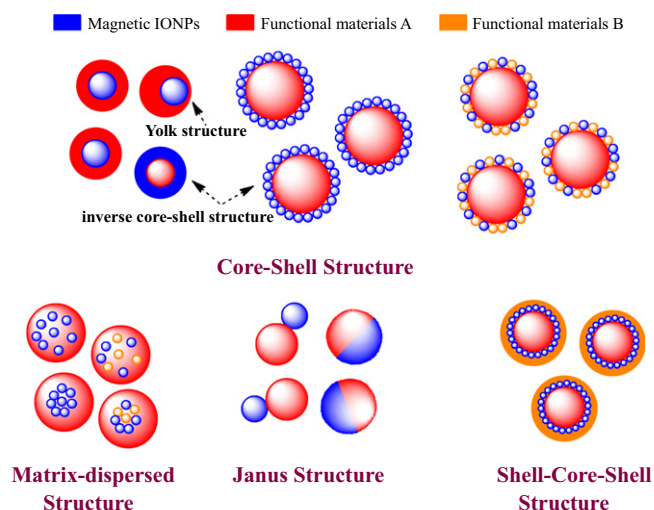 Magnetic IONPs
Functional materials A
Functional materials B
Yolk structure
inverse core-shell structure
Core-Shell Structure
Matrix-dispersed
Structure
Janus Structure
Shell-Core-Shell
Structure